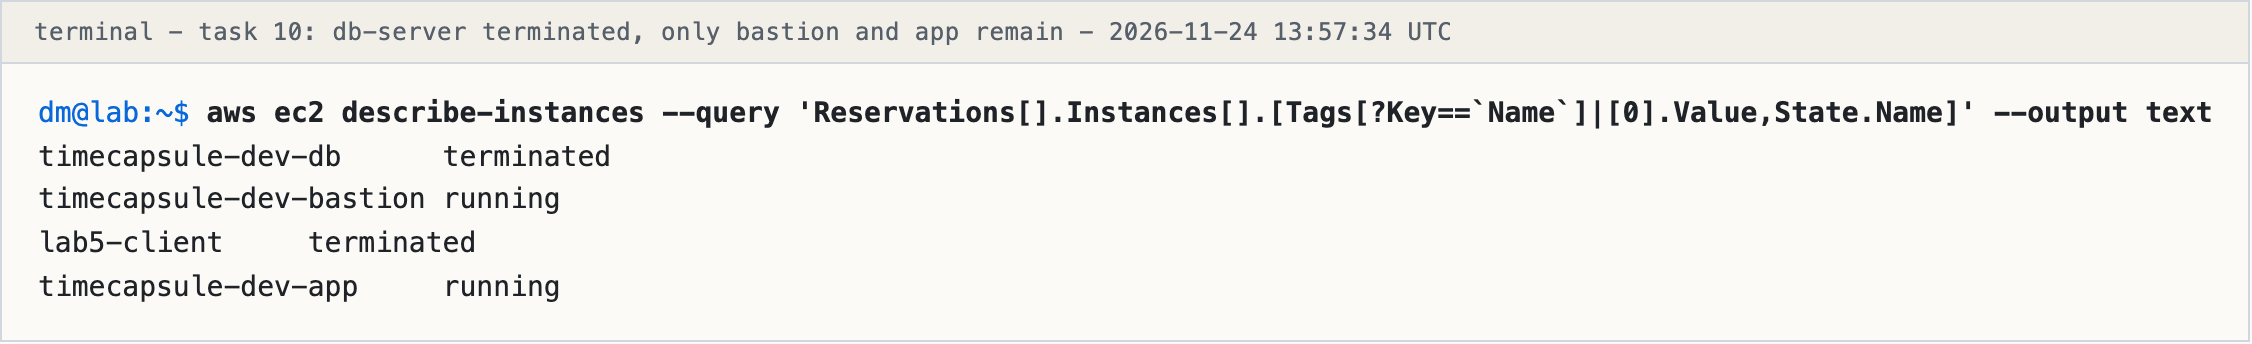 terminal – task 10: db-server terminated, only bastion and app remain – 2026-11-24 13:57:34 UTC
dm@lab:~$ aws ec2 describe-instances --query 'Reservations[].Instances[].[Tags[?Key==`Name`]|[0].Value,State.Name]' --output text
timecapsule-dev-db      terminated
timecapsule-dev-bastion running
lab5-client     terminated
timecapsule-dev-app     running